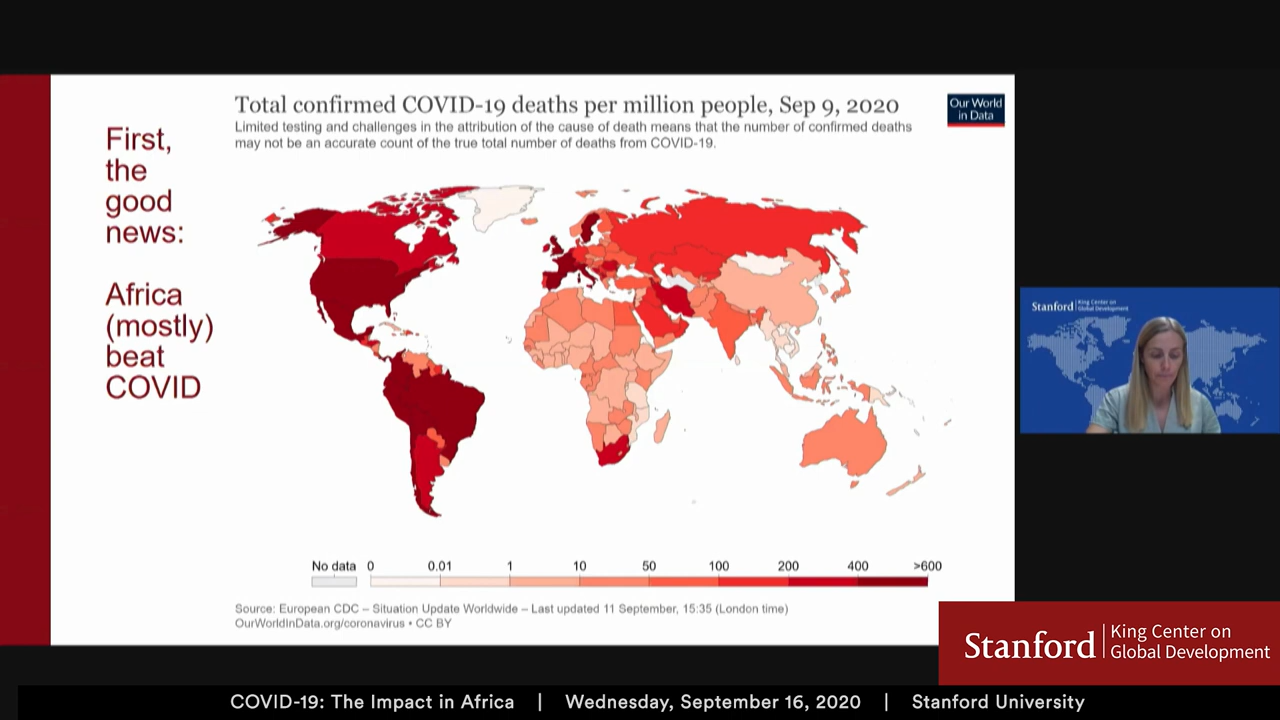 First,
the
good
news:
Africa
(mostly)
beat
COVID
Total confirmed COVID-19 deaths per million people, Sep 9, 2020
Limited testing and challenges in the attribution of the cause of death means that the number of confirmed deaths
may not be an accurate count of the true total number of deaths from COVID-19.
Our World
in Data
No data 0 0.01 1 10 50 100 200 400 >600
Source: European CDC – Situation Update Worldwide – Last updated 11 September, 15:35 (London time)
OurWorldInData.org/coronavirus • CC BY
Stanford | King Center on
Global Development
Stanford | King Center on
Global Development
COVID-19: The Impact in Africa | Wednesday, September 16, 2020 | Stanford University